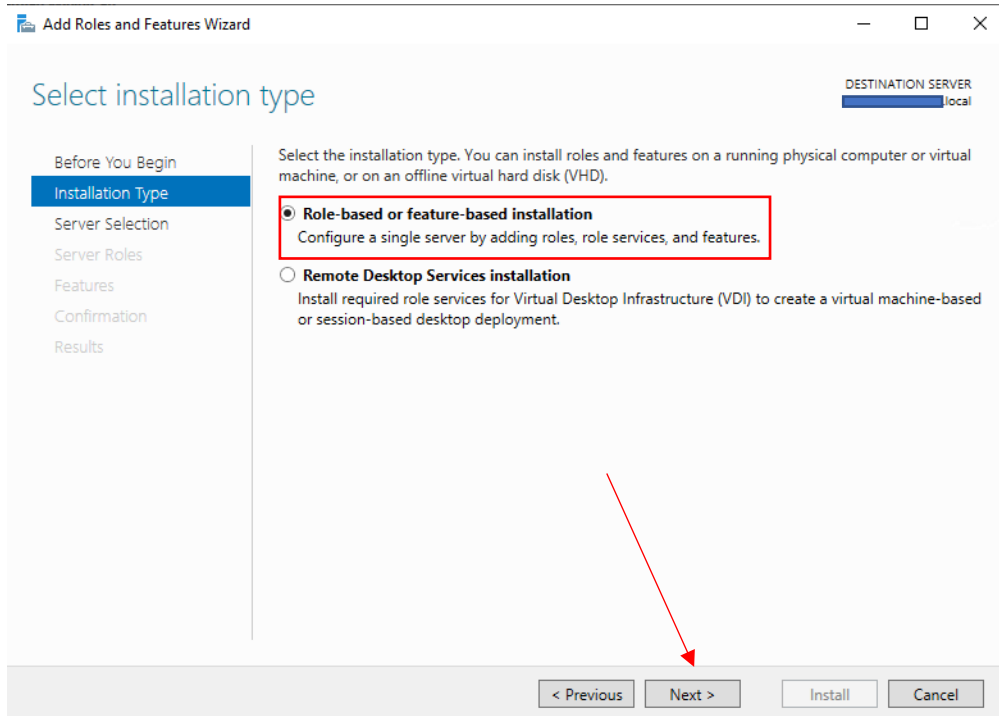 Add Roles and Features Wizard
Select installation type
DESTINATION SERVER
.local
Before You Begin
Installation Type
Server Selection
Server Roles
Features
Confirmation
Results
Select the installation type. You can install roles and features on a running physical computer or virtual
machine, or on an offline virtual hard disk (VHD).
Role-based or feature-based installation
Configure a single server by adding roles, role services, and features.
Remote Desktop Services installation
Install required role services for Virtual Desktop Infrastructure (VDI) to create a virtual machine-based
or session-based desktop deployment.
< Previous
Next >
Install
Cancel